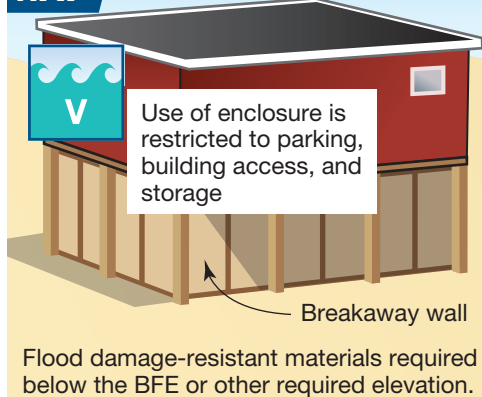 V
Use of enclosure is
restricted to parking,
building access, and
storage
Breakaway wall
Flood damage-resistant materials required
below the BFE or other required elevation.